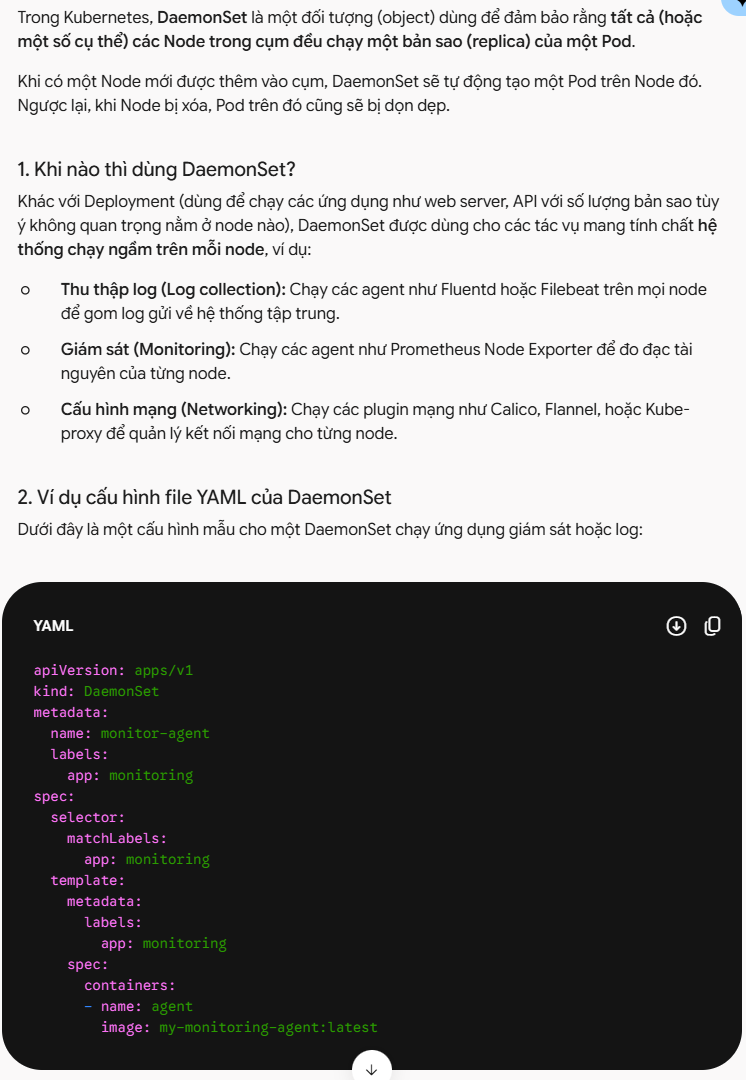 Trong Kubernetes, DaemonSet là một đối tượng (object) dùng để đảm bảo rằng tất cả (hoặc
một số cụ thể) các Node trong cụm đều chạy một bản sao (replica) của một Pod.
Khi có một Node mới được thêm vào cụm, DaemonSet sẽ tự động tạo một Pod trên Node đó.
Ngược lại, khi Node bị xóa, Pod trên đó cũng sẽ bị dọn dẹp.
1. Khi nào thì dùng DaemonSet?
Khác với Deployment (dùng để chạy các ứng dụng như web server, API với số lượng bản sao tùy
ý không quan trọng nằm ở node nào), DaemonSet được dùng cho các tác vụ mang tính chất hệ
thống chạy ngầm trên mỗi node, ví dụ:
Thu thập log (Log collection): Chạy các agent như Fluentd hoặc Filebeat trên mọi node
để gom log gửi về hệ thống tập trung.
Giám sát (Monitoring): Chạy các agent như Prometheus Node Exporter để đo đạc tài
nguyên của từng node.
Cấu hình mạng (Networking): Chạy các plugin mạng như Calico, Flannel, hoặc Kube-
proxy để quản lý kết nối mạng cho từng node.
2. Ví dụ cấu hình file YAML của DaemonSet
Dưới đây là một cấu hình mẫu cho một DaemonSet chạy ứng dụng giám sát hoặc log:
YAML
apiVersion: apps/v1
kind: DaemonSet
metadata:
  name: monitor-agent
  labels:
    app: monitoring
spec:
  selector:
    matchLabels:
      app: monitoring
  template:
    metadata:
      labels:
        app: monitoring
    spec:
      containers:
      - name: agent
        image: my-monitoring-agent:latest